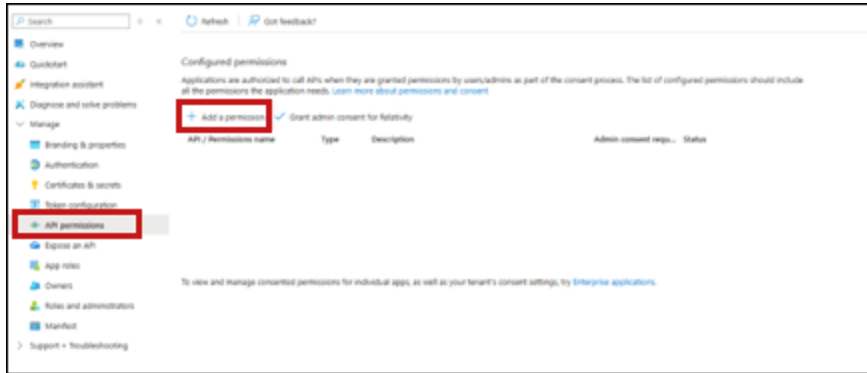 Search
Refresh
Got feedback?
Overview
Quickstart
Integration assistant
Diagnose and solve problems
Manage
Branding & properties
Authentication
Certificates & secrets
Token configuration
API permissions
Expose an API
App roles
Owners
Roles and administrators
Manifest
Support + Troubleshooting
Configured permissions
Applications are authorized to call APIs when they are granted permissions by users/admins as part of the consent process. The list of configured permissions should include
all the permissions the application needs. Learn more about permissions and consent
Add a permission
Grant admin consent for Relativity
API / Permissions name
Type
Description
Admin consent requ...
Status
To view and manage consented permissions for individual apps, as well as your tenant's consent settings, try Enterprise applications.